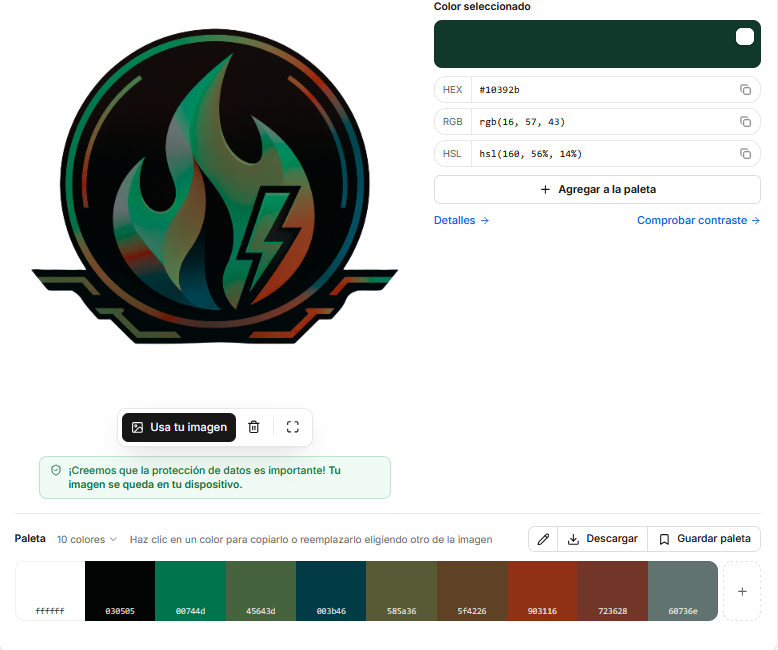 Color seleccionado
HEX #10392b
RGB rgb(16, 57, 43)
HSL hsl(160, 56%, 14%)
+ Agregar a la paleta
Detalles →
Comprobar contraste →
Usa tu imagen
¡Creemos que la protección de datos es importante! Tu
imagen se queda en tu dispositivo.
Paleta 10 colores Haz clic en un color para copiarlo o reemplazarlo eligiendo otro de la imagen
Descargar
Guardar paleta
ffffff 030505 00744d 45643d 003b46 585a36 5f4226 903116 723628 60736e +